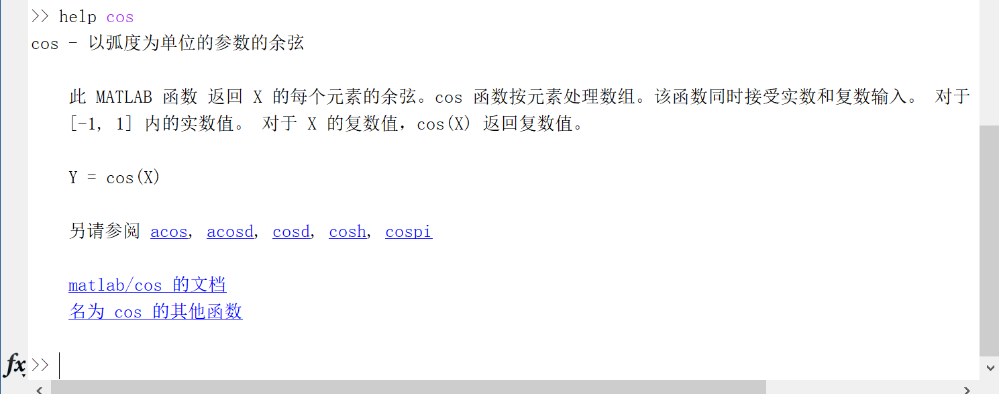 >> help cos
cos - 以弧度为单位的参数的余弦
此 MATLAB 函数 返回 X 的每个元素的余弦。cos 函数按元素处理数组。该函数同时接受实数和复数输入。 对于
[-1, 1] 内的实数值。 对于 X 的复数值，cos(X) 返回复数值。
Y = cos(X)
另请参阅 acos, acosd, cosd, cosh, cospi
matlab/cos 的文档
名为 cos 的其他函数
fx >>